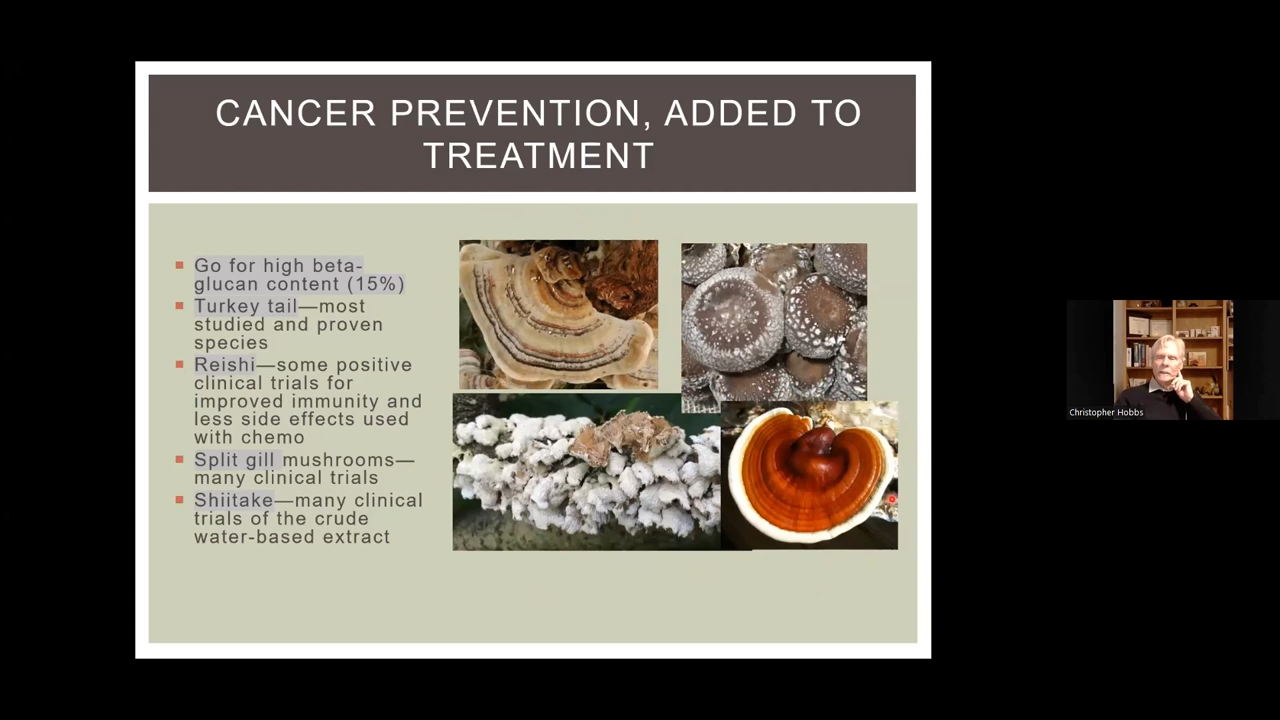 CANCER PREVENTION, ADDED TO
TREATMENT
Go for high beta-
glucan content (15%)
Turkey tail—most
studied and proven
species
Reishi—some positive
clinical trials for
improved immunity and
less side effects used
with chemo
Split gill mushrooms—
many clinical trials
Shiitake—many clinical
trials of the crude
water-based extract
Christopher Hobbs